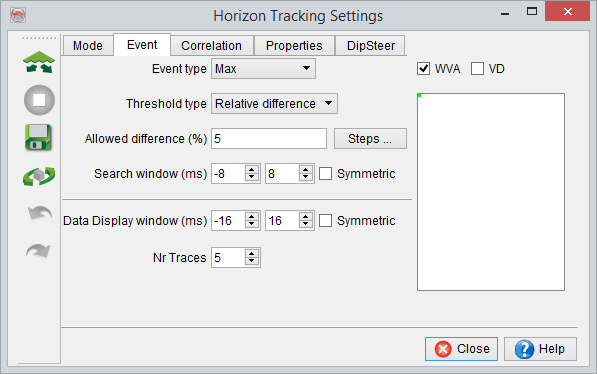 Horizon Tracking Settings
Mode Event Correlation Properties DipSteer
Event type Max WVA VD
Threshold type Relative difference
Allowed difference (%) 5 Steps ...
Search window (ms) -8 8 Symmetric
Data Display window (ms) -16 16 Symmetric
Nr Traces 5
Close Help